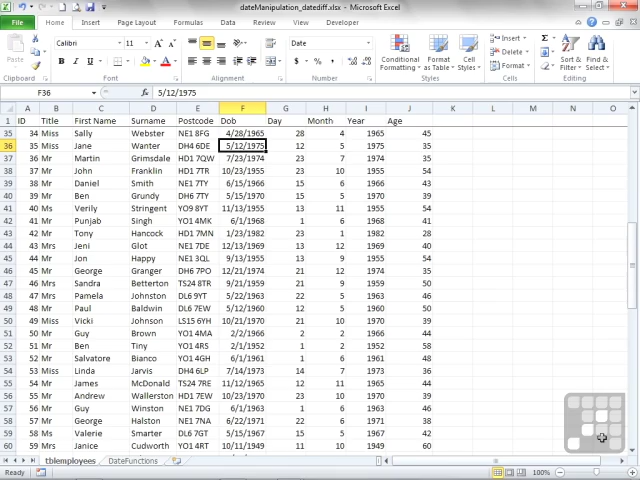 dateManipulation_datediff.xlsx - Microsoft Excel
File Home Insert Page Layout Formulas Data Review View Developer
Calibri 11 Date
Paste Conditional Formatting Format as Table Cell Styles Insert Delete Format Sort & Filter Find & Select
Clipboard Font Alignment Number Styles Cells Editing
F36 fx 5/12/1975
A B C D E F G H I J K L M N O
1 ID Title First Name Surname Postcode Dob Day Month Year Age
35 34 Miss Sally Webster NE1 8FG 4/28/1965 28 4 1965 45
36 35 Miss Jane Wanter DH4 6DE 5/12/1975 12 5 1975 35
37 36 Mr Martin Grimsdale HD1 7QW 7/23/1974 23 7 1974 35
38 37 Mr John Franklin HD1 7TR 10/23/1955 23 10 1955 54
39 38 Mr Daniel Smith NE1 7TY 6/15/1966 15 6 1966 43
40 39 Mr Ben Grundy DH6 7TY 5/15/1970 15 5 1970 39
41 40 Ms Verily Stringent YO9 8YT 11/13/1955 13 11 1955 54
42 41 Mr Punjab Singh YO1 4MK 6/1/1968 1 6 1968 41
43 42 Mr Tony Hancock HD1 7MN 1/23/1982 23 1 1982 28
44 43 Mrs Jeni Glot NE1 7DE 12/13/1969 13 12 1969 40
45 44 Mr Jon Happy NE1 3QL 9/13/1955 13 9 1955 54
46 45 Mr George Granger DH6 7PO 12/21/1974 21 12 1974 35
47 46 Mrs Sandra Betterton TS24 8TR 9/21/1959 21 9 1959 50
48 47 Mrs Pamela Johnston DL6 9YT 5/22/1963 22 5 1963 46
49 48 Mr Paul Baldwin DL6 7EW 5/12/1960 12 5 1960 50
50 49 Miss Vicki Johnson LS15 6YH 10/21/1970 21 10 1970 39
51 50 Mr Guy Brown YO1 4MA 2/2/1966 2 2 1966 44
52 51 Mr Ben Tiny YO1 4RS 2/1/1952 1 2 1952 58
53 52 Mr Salvatore Bianco YO1 4GH 6/1/1961 1 6 1961 48
54 53 Miss Linda Jarvis DH4 6LP 7/14/1973 14 7 1973 36
55 54 Mr James McDonald TS24 7RE 11/12/1965 12 11 1965 44
56 55 Mr Andrew Wallerston HD1 7EW 10/23/1970 23 10 1970 39
57 56 Mr Guy Winston NE1 7DG 6/1/1963 1 6 1963 46
58 57 Mr George Halston NE1 7NA 6/22/1971 22 6 1971 38
59 58 Ms Valerie Smarter DL6 7GT 5/15/1967 15 5 1967 42
60 59 Mrs Janice Cudworth NE1 4RT 10/11/1949 11 10 1949 60
tblemployees DateFunctions
Ready 100%